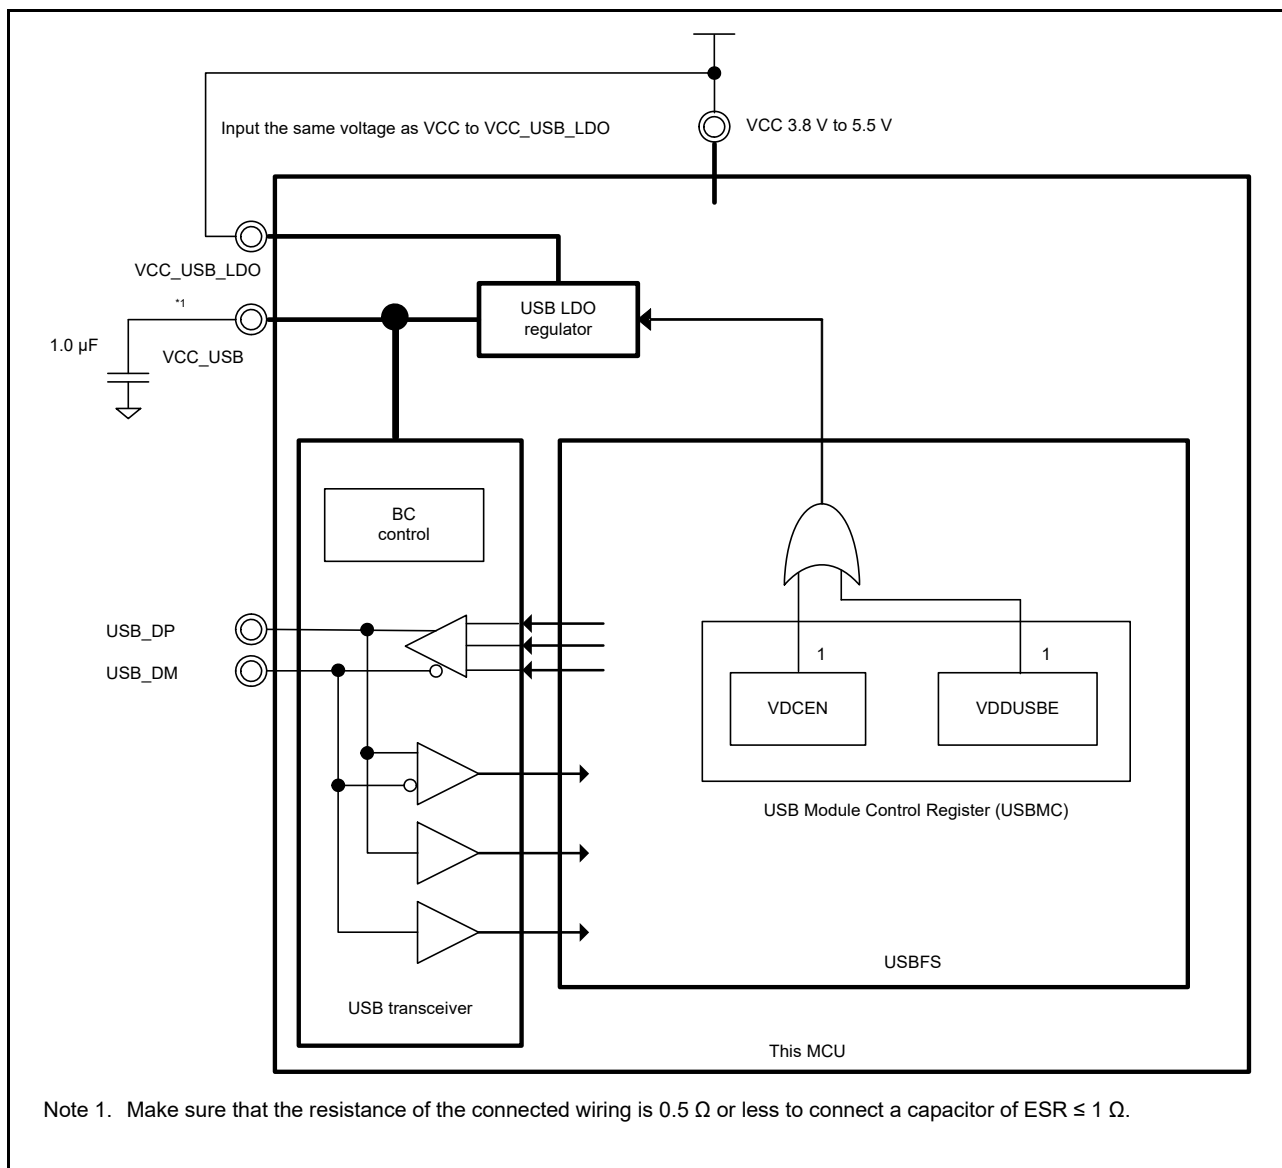 Input the same voltage as VCC to VCC_USB_LDO
VCC 3.8 V to 5.5 V
VCC_USB_LDO
*1
1.0 µF
VCC_USB
USB LDO
regulator
BC
control
USB_DP
USB_DM
1
1
VDCEN
VDDUSBE
USB Module Control Register (USBMC)
USBFS
USB transceiver
This MCU
Note 1. Make sure that the resistance of the connected wiring is 0.5 Ω or less to connect a capacitor of ESR ≤ 1 Ω.